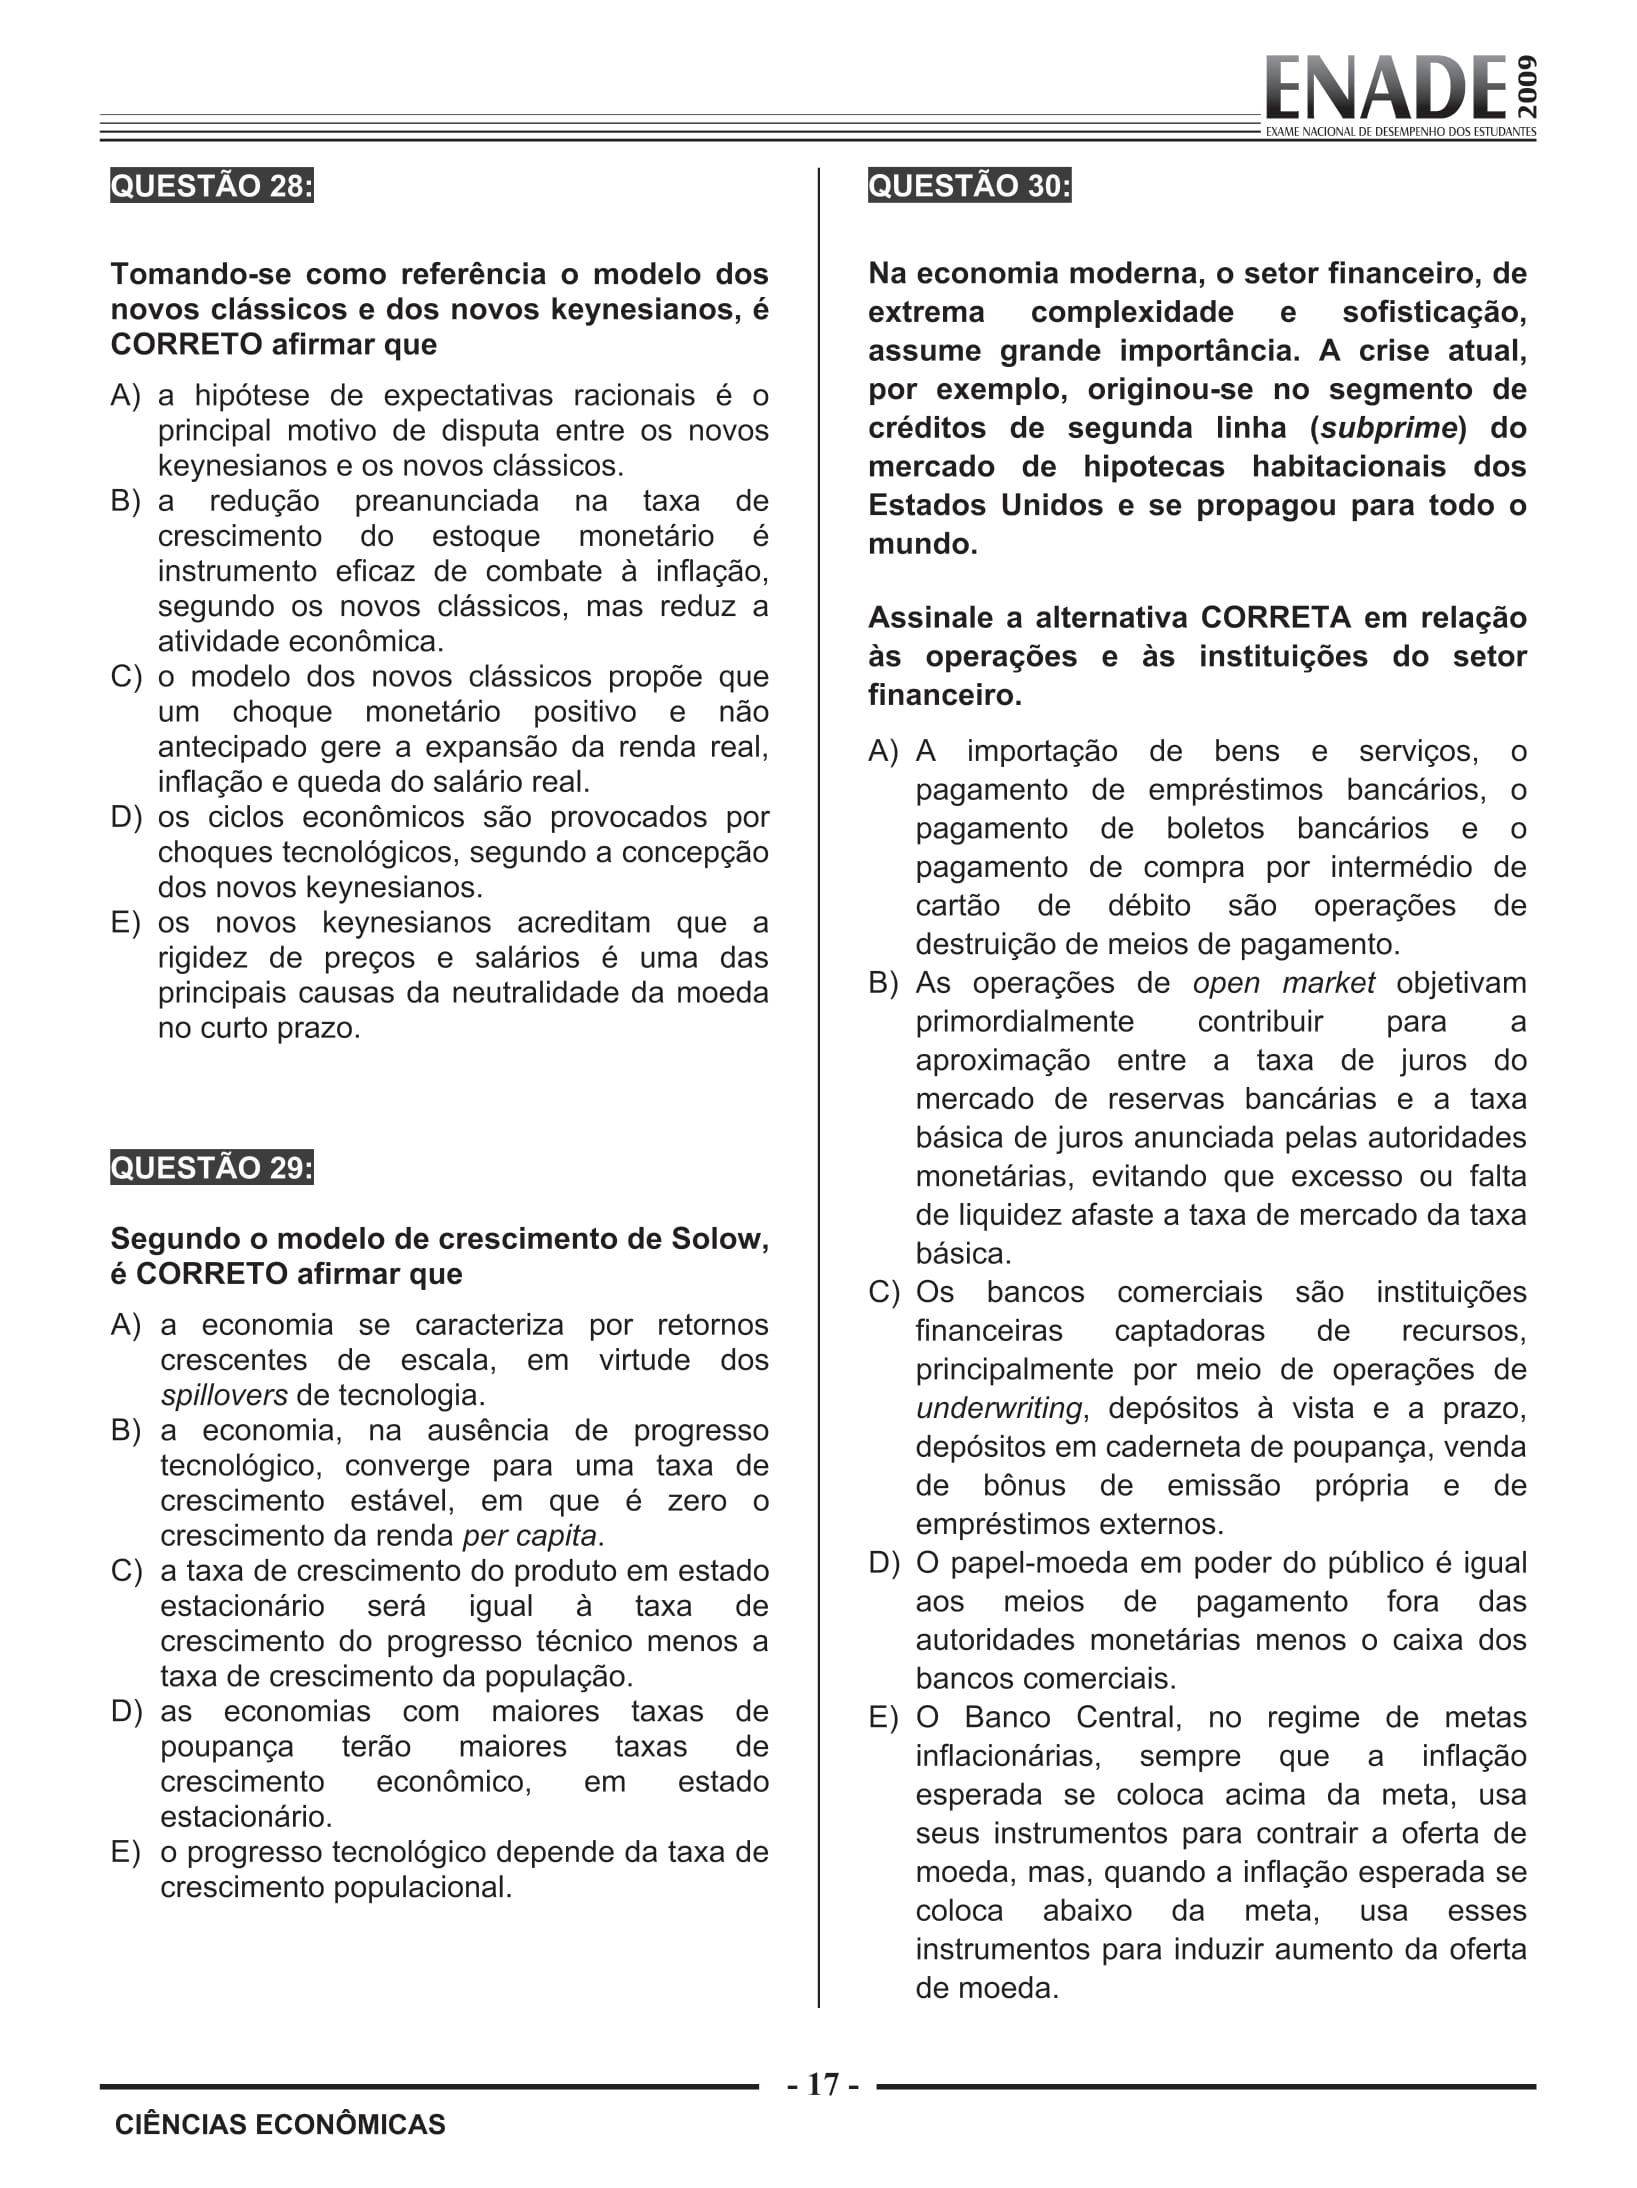 ENADE 2009
EXAME NACIONAL DE DESEMPENHO DOS ESTUDANTES
QUESTÃO 28:
Tomando-se como referência o modelo dos
novos clássicos e dos novos keynesianos, é
CORRETO afirmar que
A) a hipótese de expectativas racionais é o
principal motivo de disputa entre os novos
keynesianos e os novos clássicos.
B) a redução preanunciada na taxa de
crescimento do estoque monetário é
instrumento eficaz de combate à inflação,
segundo os novos clássicos, mas reduz a
atividade econômica.
C) o modelo dos novos clássicos propõe que
um choque monetário positivo e não
antecipado gere a expansão da renda real,
inflação e queda do salário real.
D) os ciclos econômicos são provocados por
choques tecnológicos, segundo a concepção
dos novos keynesianos.
E) os novos keynesianos acreditam que a
rigidez de preços e salários é uma das
principais causas da neutralidade da moeda
no curto prazo.
QUESTÃO 29:
Segundo o modelo de crescimento de Solow,
é CORRETO afirmar que
A) a economia se caracteriza por retornos
crescentes de escala, em virtude dos
spillovers de tecnologia.
B) a economia, na ausência de progresso
tecnológico, converge para uma taxa de
crescimento estável, em que é zero o
crescimento da renda per capita.
C) a taxa de crescimento do produto em estado
estacionário será igual à taxa de
crescimento do progresso técnico menos a
taxa de crescimento da população.
D) as economias com maiores taxas de
poupança terão maiores taxas de
crescimento econômico, em estado
estacionário.
E) o progresso tecnológico depende da taxa de
crescimento populacional.
QUESTÃO 30:
Na economia moderna, o setor financeiro, de
extrema complexidade e sofisticação,
assume grande importância. A crise atual,
por exemplo, originou-se no segmento de
créditos de segunda linha (subprime) do
mercado de hipotecas habitacionais dos
Estados Unidos e se propagou para todo o
mundo.
Assinale a alternativa CORRETA em relação
às operações e às instituições do setor
financeiro.
A) A importação de bens e serviços, o
pagamento de empréstimos bancários, o
pagamento de boletos bancários e o
pagamento de compra por intermédio de
cartão de débito são operações de
destruição de meios de pagamento.
B) As operações de open market objetivam
primordialmente contribuir para a
aproximação entre a taxa de juros do
mercado de reservas bancárias e a taxa
básica de juros anunciada pelas autoridades
monetárias, evitando que excesso ou falta
de liquidez afaste a taxa de mercado da taxa
básica.
C) Os bancos comerciais são instituições
financeiras captadoras de recursos,
principalmente por meio de operações de
underwriting, depósitos à vista e a prazo,
depósitos em caderneta de poupança, venda
de bônus de emissão própria e de
empréstimos externos.
D) O papel-moeda em poder do público é igual
aos meios de pagamento fora das
autoridades monetárias menos o caixa dos
bancos comerciais.
E) O Banco Central, no regime de metas
inflacionárias, sempre que a inflação
esperada se coloca acima da meta, usa
seus instrumentos para contrair a oferta de
moeda, mas, quando a inflação esperada se
coloca abaixo da meta, usa esses
instrumentos para induzir aumento da oferta
de moeda.
- 17 -
CIÊNCIAS ECONÔMICAS